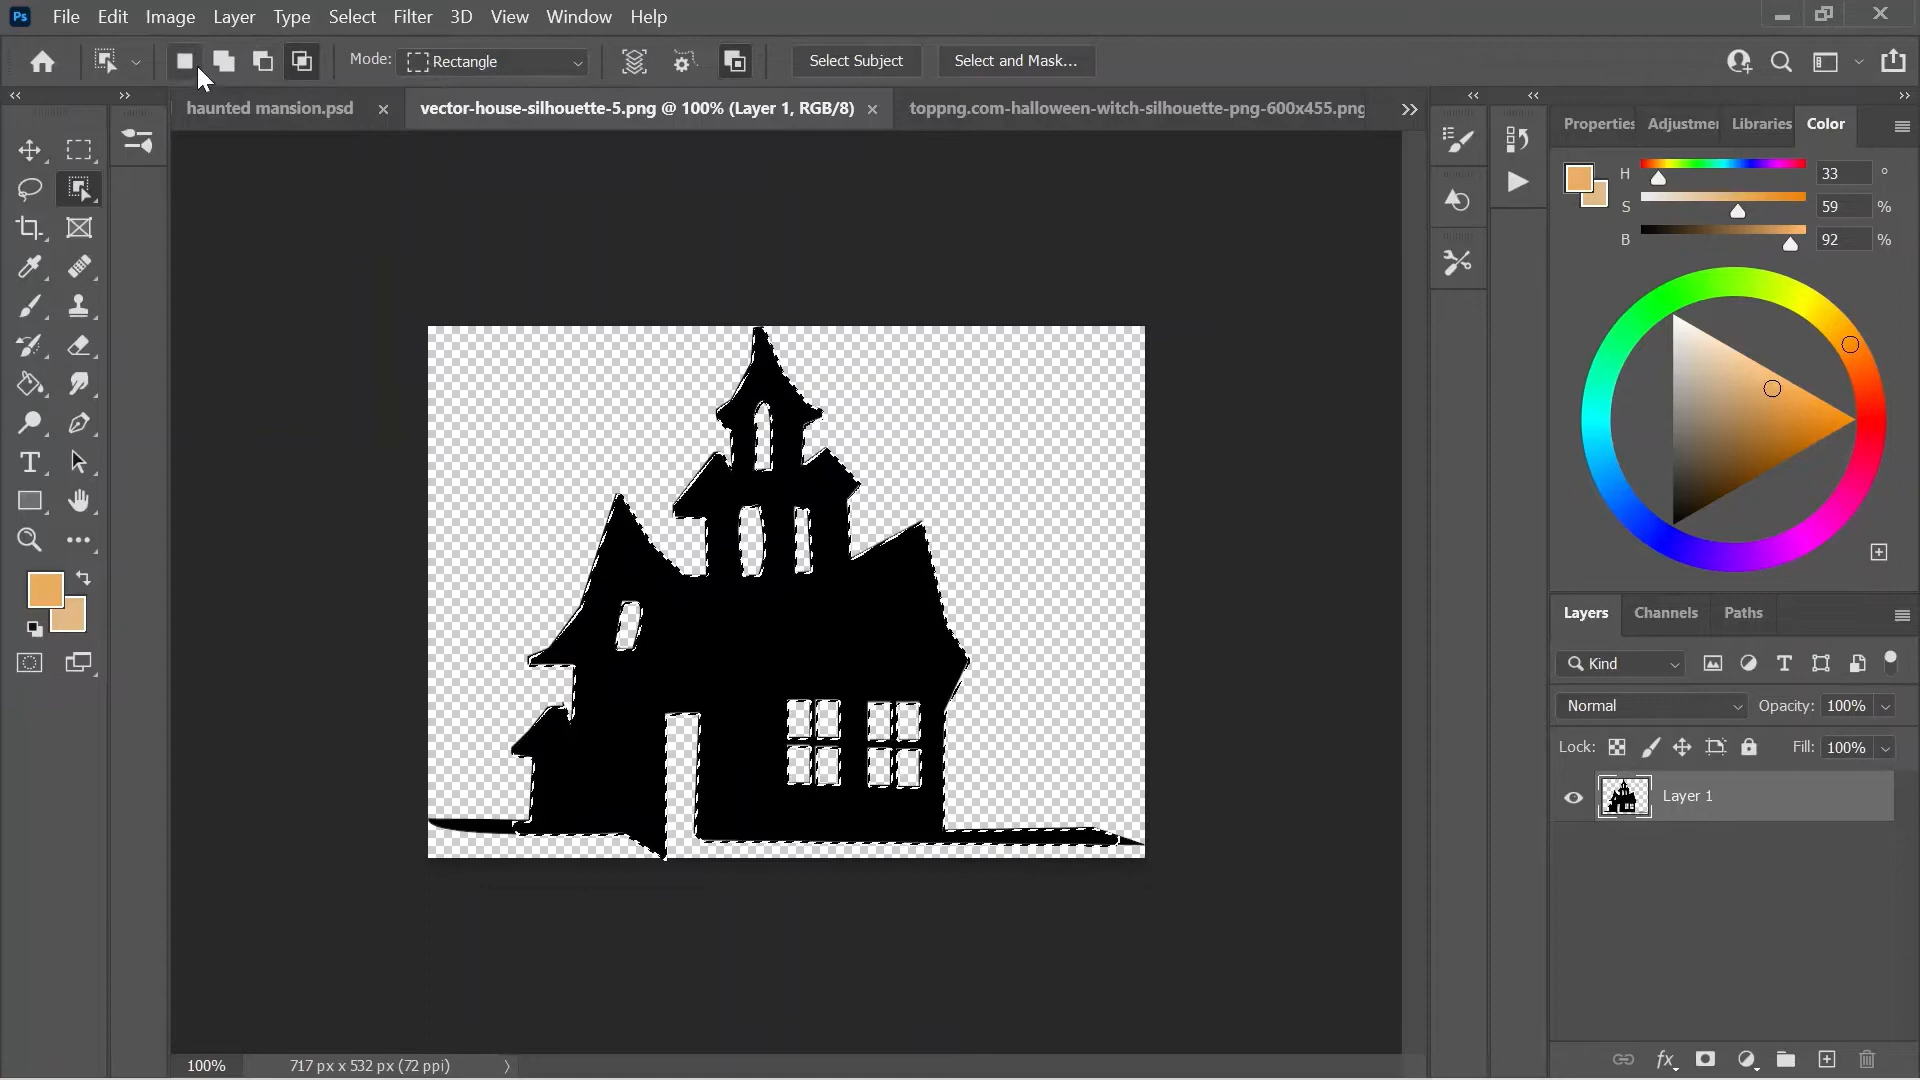 Ps File Edit Image Layer Type Select Filter 3D View Window Help
Mode: Rectangle Select Subject Select and Mask...
haunted mansion.psd vector-house-silhouette-5.png @ 100% (Layer 1, RGB/8) toppng.com-halloween-witch-silhouette-png-600x455.png
Properties Adjustmer Libraries Color
H 33 °
S 59 %
B 92 %
Layers Channels Paths
Kind
Normal Opacity: 100%
Lock: Fill: 100%
Layer 1
fx
100% 717 px x 532 px (72 ppi)